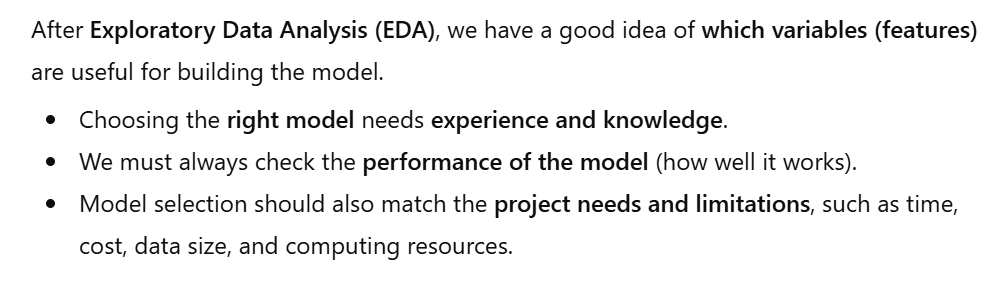 After Exploratory Data Analysis (EDA), we have a good idea of which variables (features)
are useful for building the model.
• Choosing the right model needs experience and knowledge.
• We must always check the performance of the model (how well it works).
• Model selection should also match the project needs and limitations, such as time,
cost, data size, and computing resources.